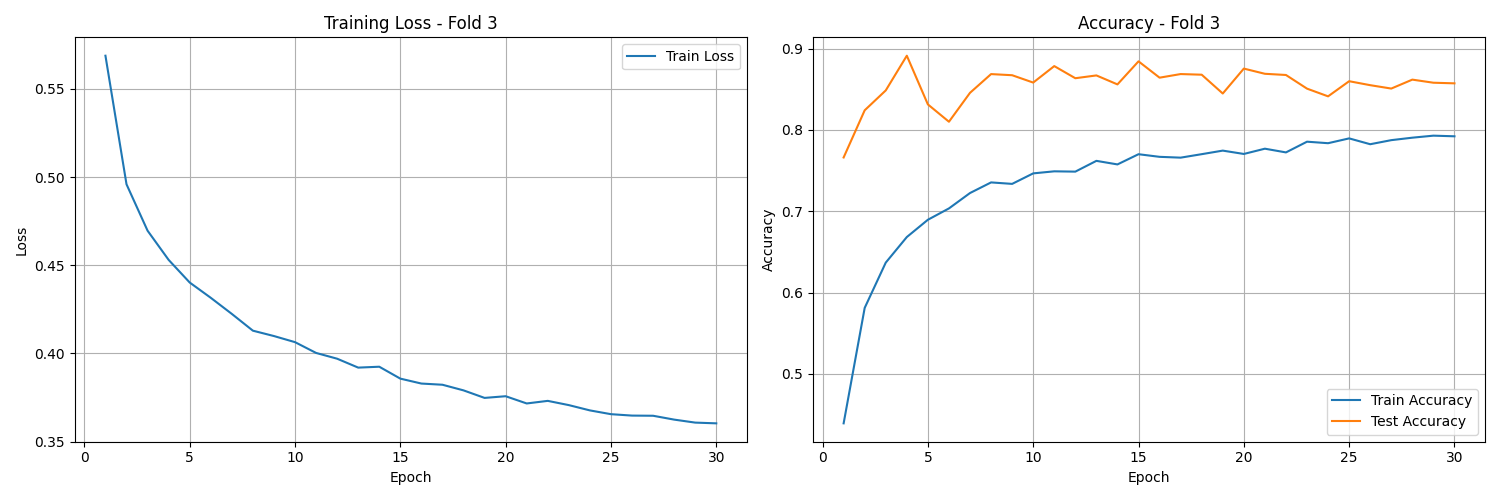 Training Loss - Fold 3
Train Loss
0.55
0.50
0.45
0.40
0.35
Loss
0 5 10 15 20 25 30
Epoch
Accuracy - Fold 3
0.9
0.8
0.7
0.6
0.5
Accuracy
Train Accuracy
Test Accuracy
0 5 10 15 20 25 30
Epoch